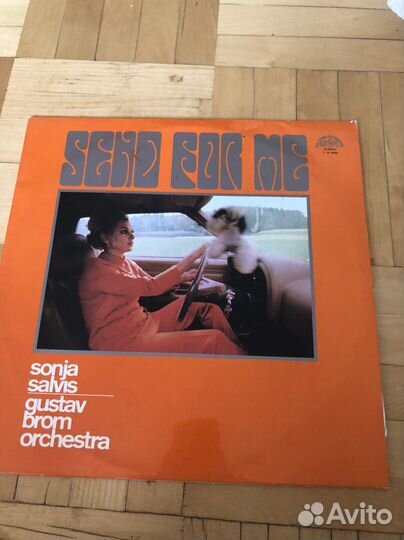 SEND FOR ME
sonja
salvis
gustav
brom
orchestra
Avito